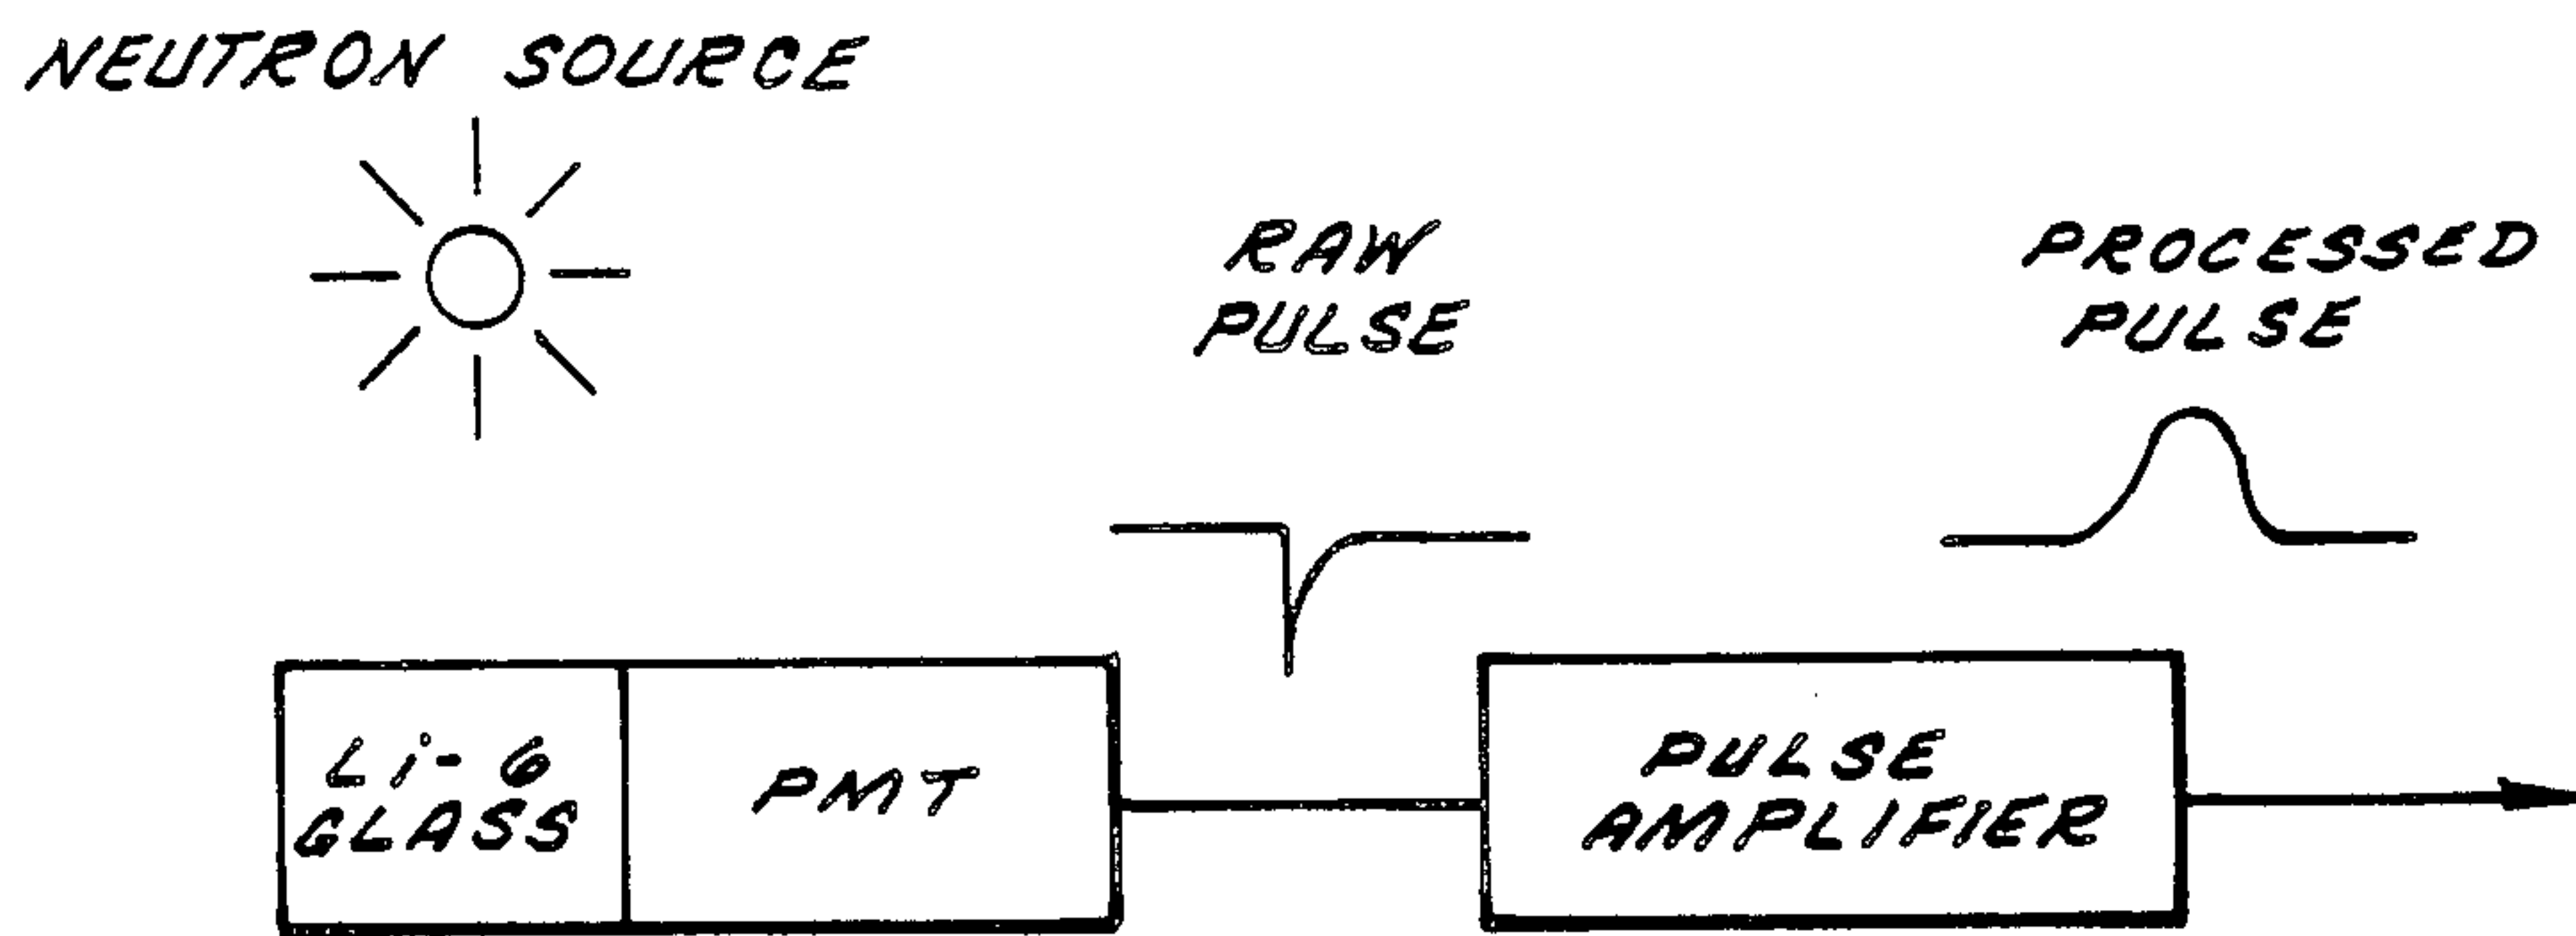 NEUTRON SOURCE
RAW
PULSE
PROCESSED
PULSE
Li-6
GLASS
PMT
PULSE
AMPLIFIER